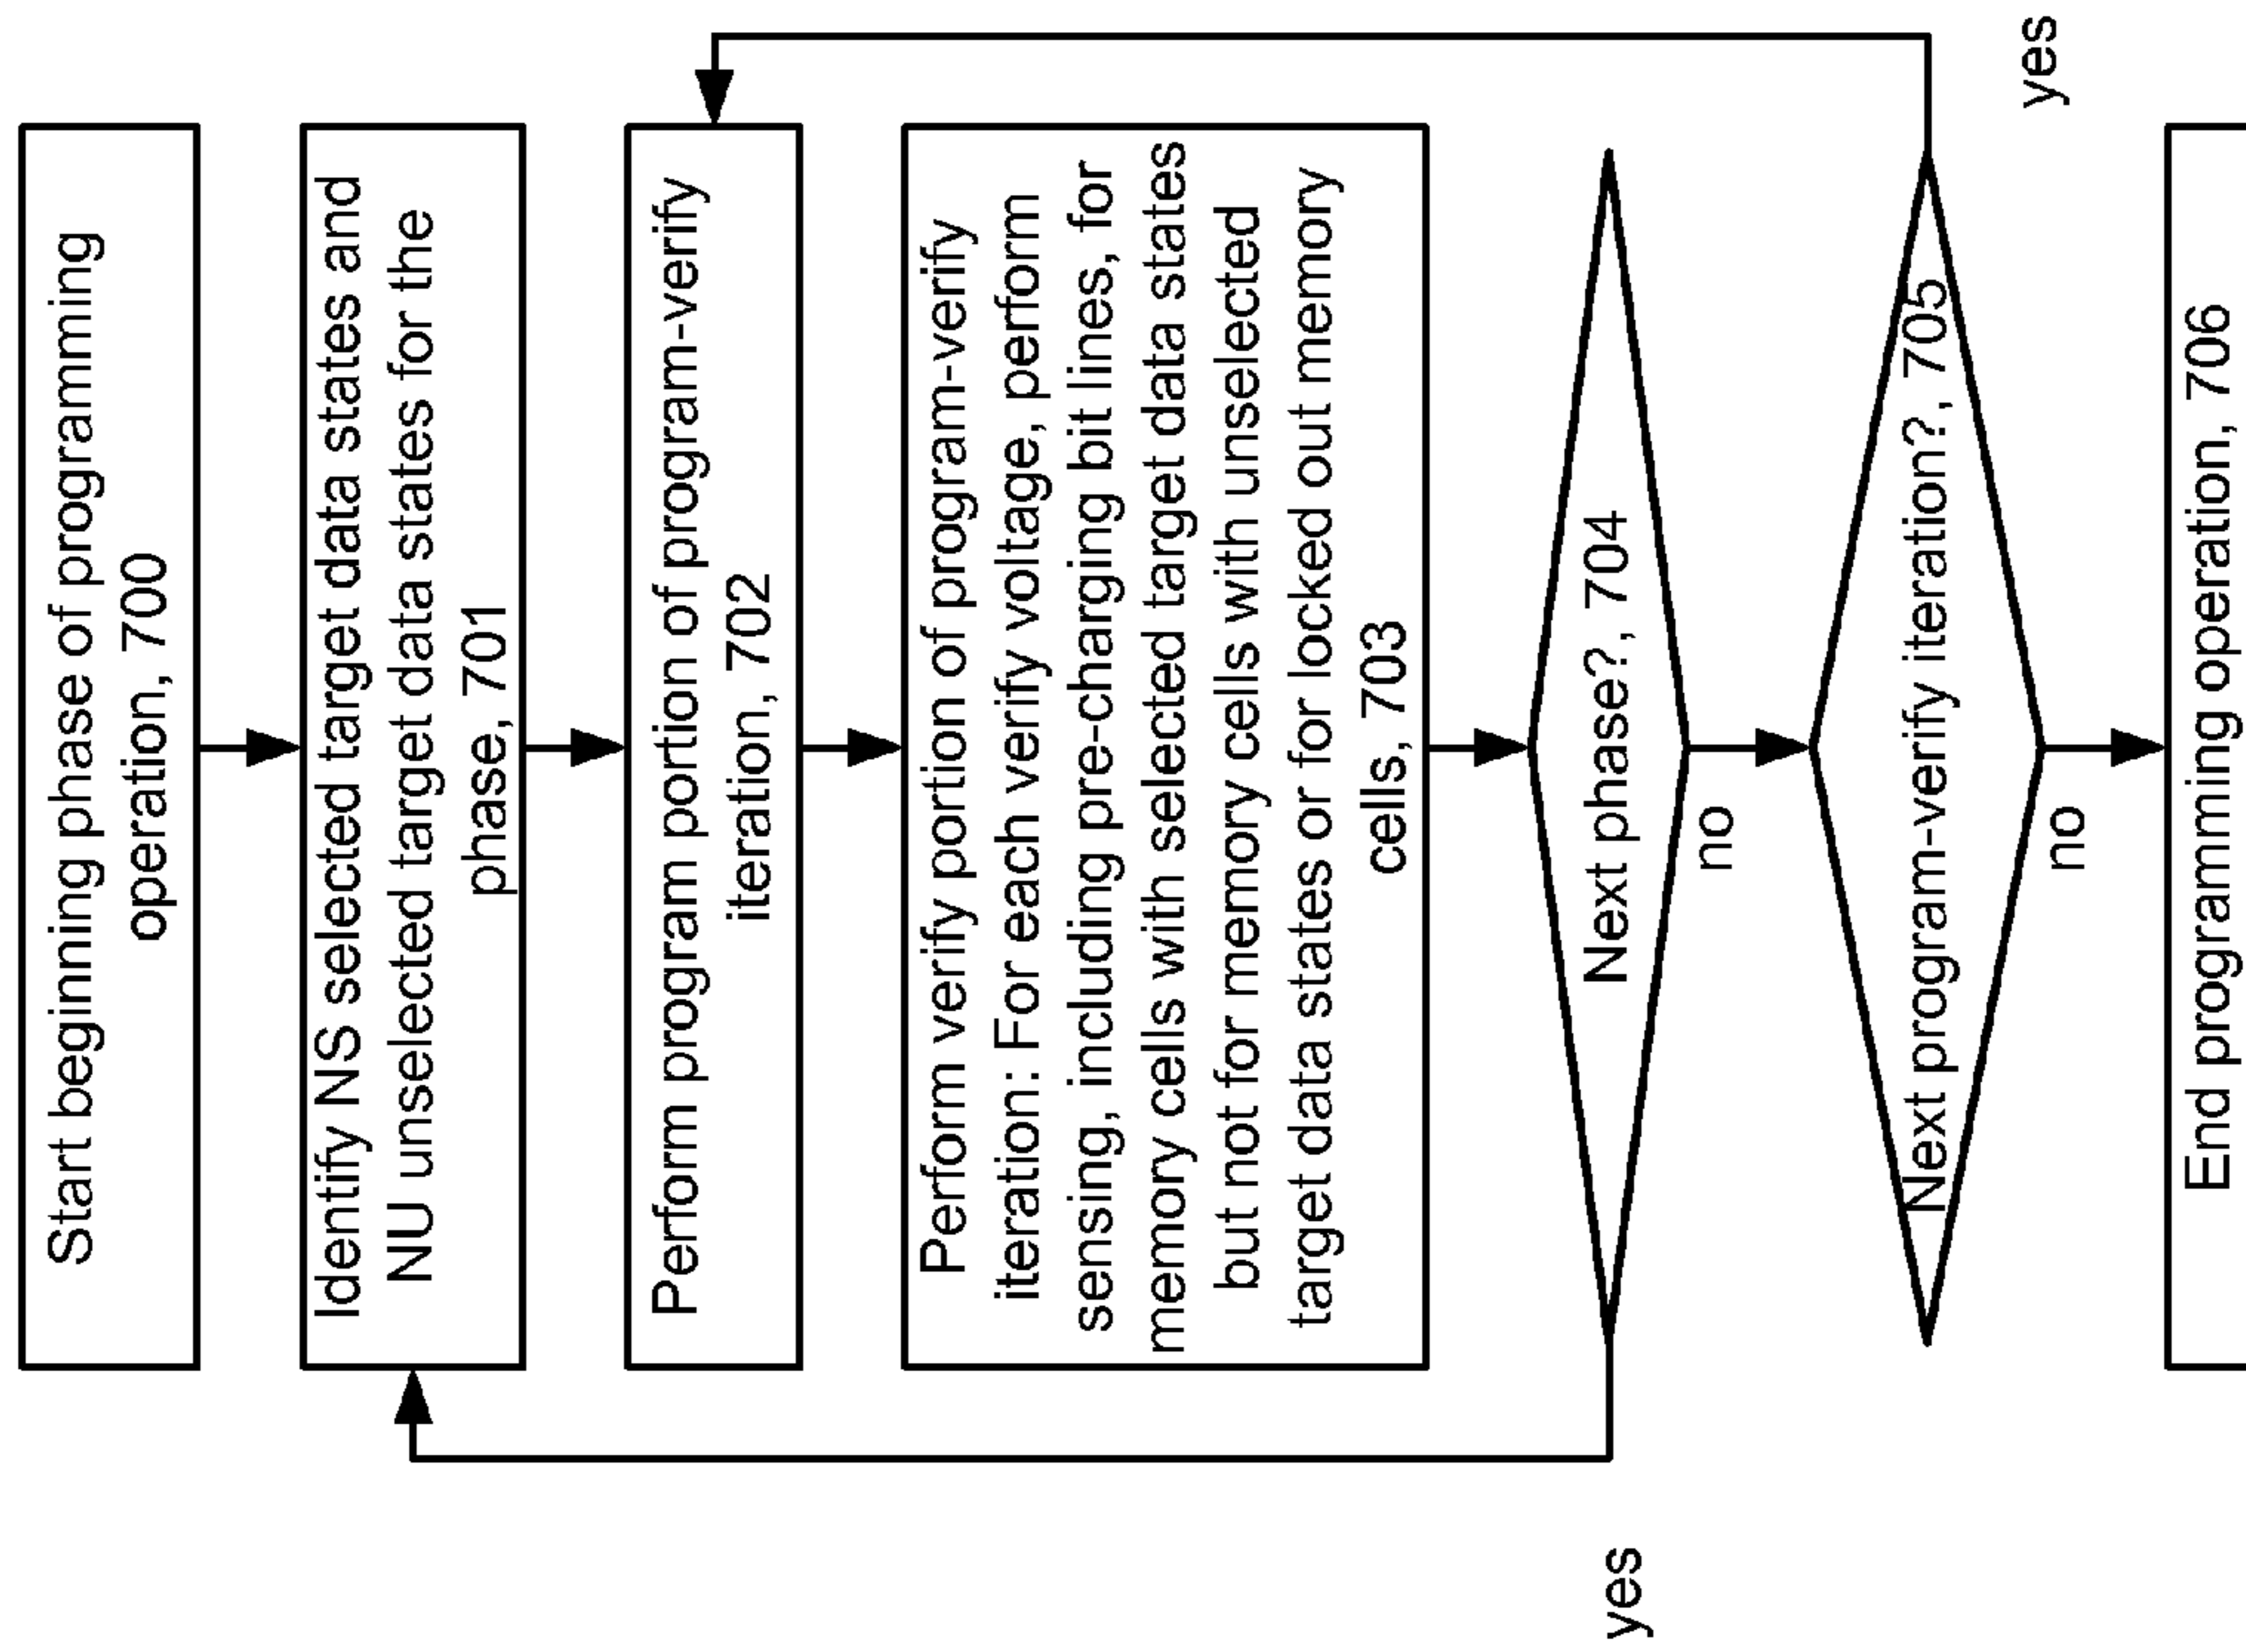 Start beginning phase of programming
operation, 700
Identify NS selected target data states and
NU unselected target data states for the
phase, 701
Perform program portion of program-verify
iteration, 702
Perform verify portion of program-verify
iteration: For each verify voltage, perform
sensing, including pre-charging bit lines, for
memory cells with selected target data states
but not for memory cells with unselected
target data states or for locked out memory
cells, 703
yes
Next phase?, 704
no
Next program-verify iteration?, 705
yes
no
End programming operation, 706